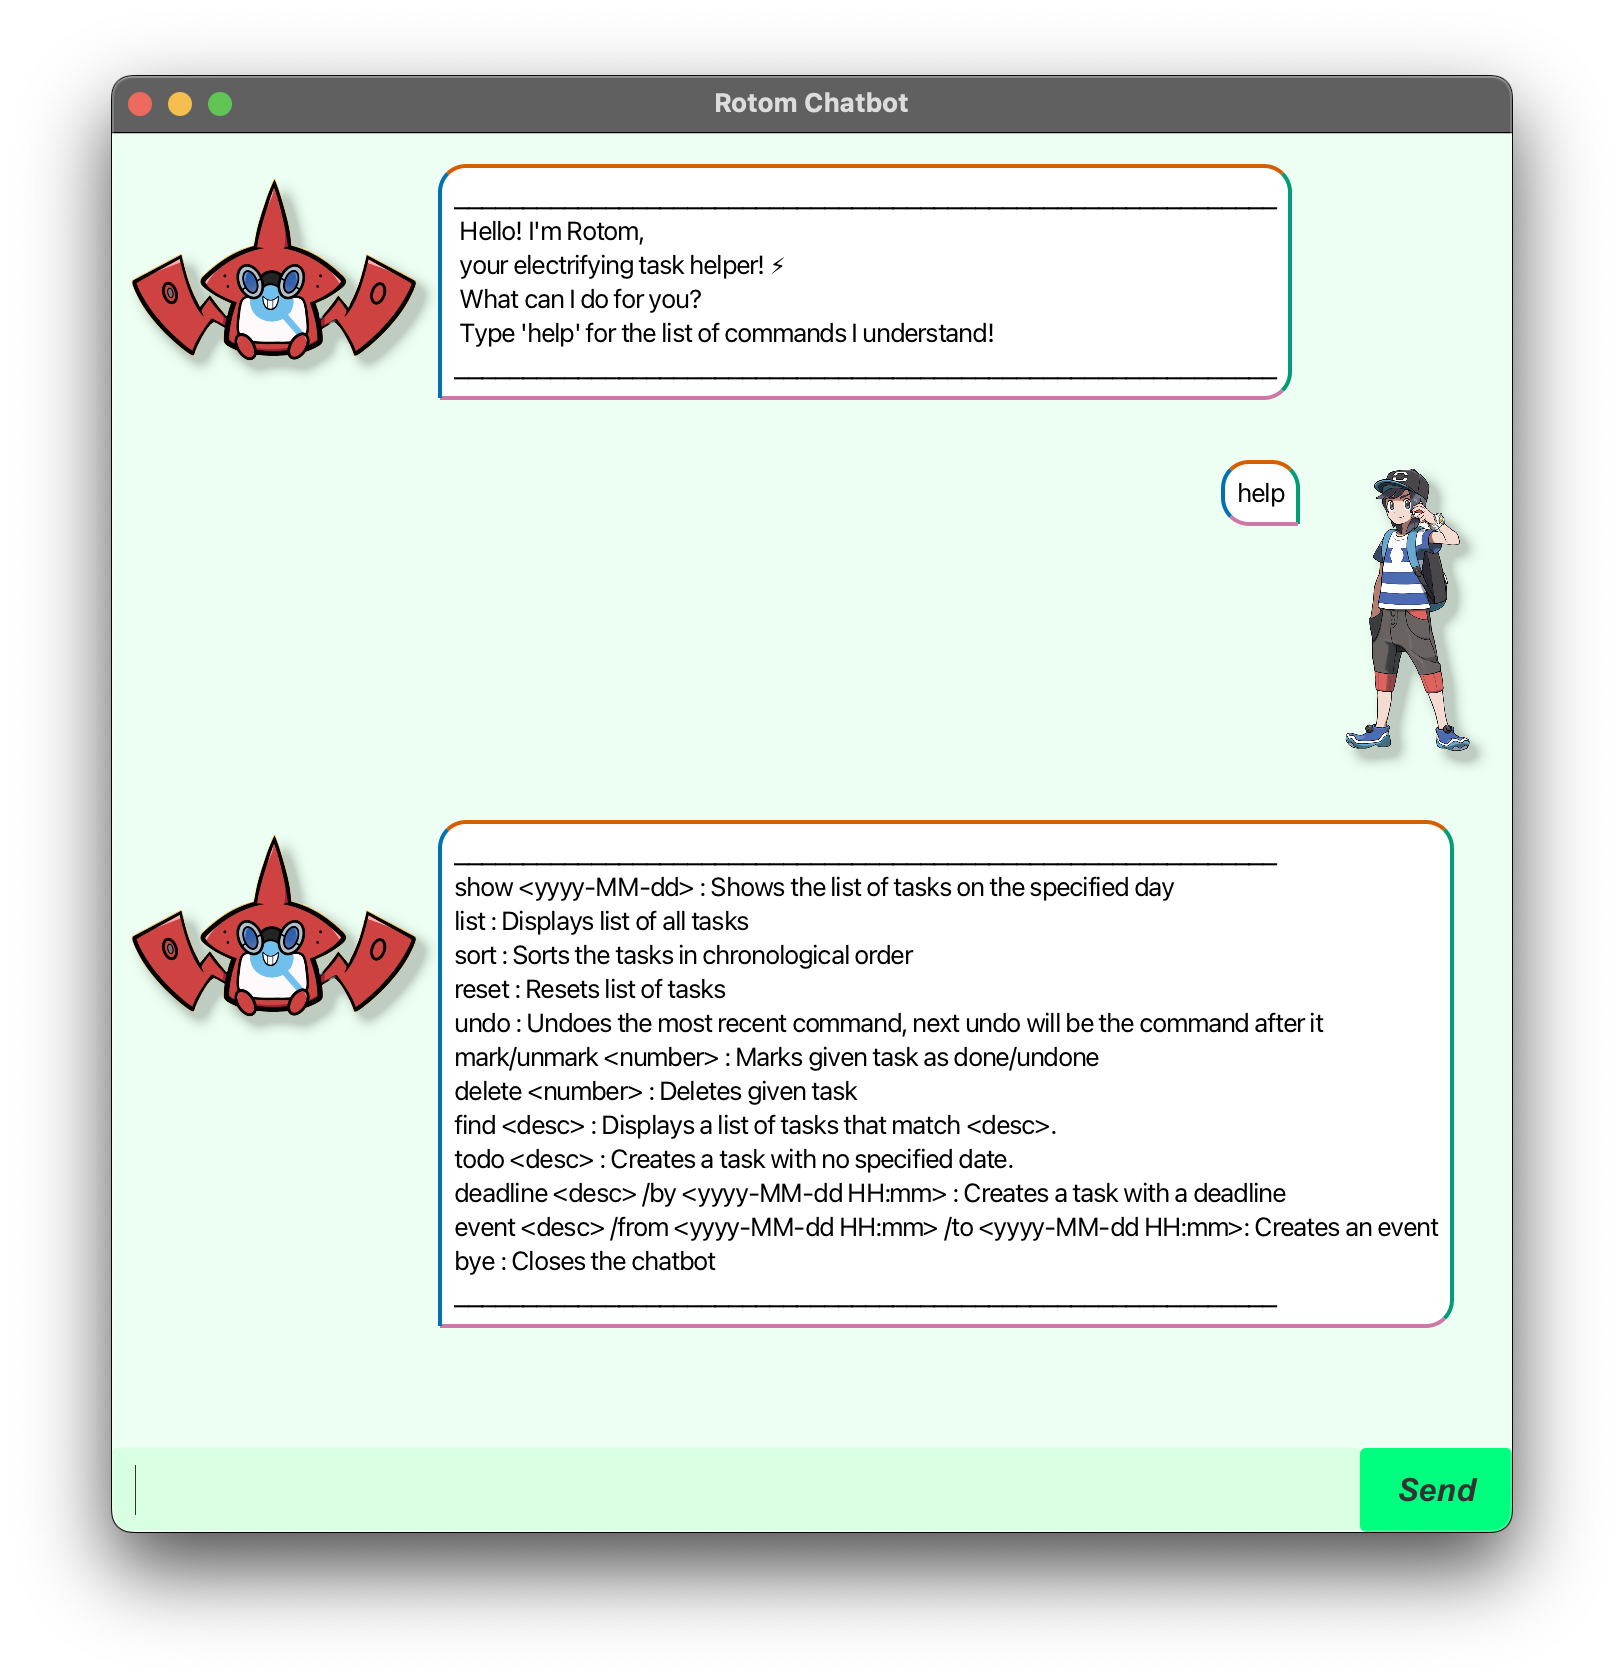 Rotom Chatbot
Hello! I'm Rotom,
your electrifying task helper! ⚡
What can I do for you?
Type 'help' for the list of commands I understand!
help
show <yyyy-MM-dd> : Shows the list of tasks on the specified day
list : Displays list of all tasks
sort : Sorts the tasks in chronological order
reset : Resets list of tasks
undo : Undoes the most recent command, next undo will be the command after it
mark/unmark <number> : Marks given task as done/undone
delete <number> : Deletes given task
find <desc> : Displays a list of tasks that match <desc>.
todo <desc> : Creates a task with no specified date.
deadline <desc> /by <yyyy-MM-dd HH:mm> : Creates a task with a deadline
event <desc> /from <yyyy-MM-dd HH:mm> /to <yyyy-MM-dd HH:mm>: Creates an event
bye : Closes the chatbot
Send